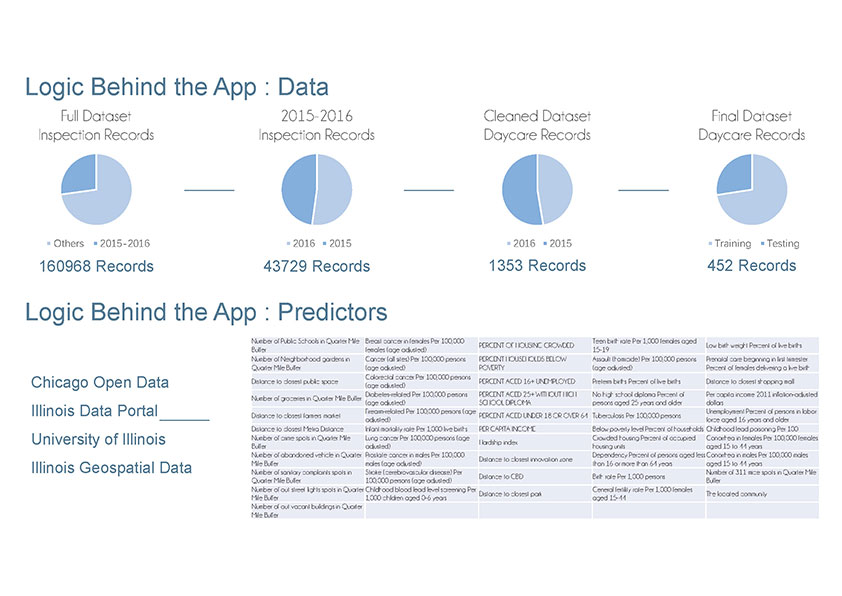 Logic Behind the App : Data
Full Dataset
Inspection Records
2015-2016
Inspection Records
Cleaned Dataset
Daycare Records
Final Dataset
Daycare Records
Others 2015-2016
2016 2015
2016 2015
Training Testing
160968 Records
43729 Records
1353 Records
452 Records
Logic Behind the App : Predictors
Chicago Open Data
Illinois Data Portal
University of Illinois
Illinois Geospatial Data
Number of Public Schools in Quarter Mile
Buffer
Breast cancer in females Per 100,000
females (age adjusted)
PERCENT OF HOUSING CROWDED
Teen birth rate Per 1,000 females aged
15-19
Low birth weight Percent of live births
Number of Neighborhood gardens in
Quarter Mile Buffer
Cancer (all sites) Per 100,000 persons
(age adjusted)
PERCENT HOUSEHOLDS BELOW
POVERTY
Assault (homicide) Per 100,000 persons
(age adjusted)
Prenatal care beginning in first trimester
Percent of females delivering a live birth
Distance to closest public space
Colorectal cancer Per 100,000 persons
(age adjusted)
PERCENT AGED 16+ UNEMPLOYED
Preterm births Percent of live births
Distance to closest shopping mall
Number of groceries in Quarter Mile Buffer
Diabetes-related Per 100,000 persons
(age adjusted)
PERCENT AGED 25+ WITHOUT HIGH
SCHOOL DIPLOMA
No high school diploma Percent of
persons aged 25 years and older
Per capita income 2011 inflation-adjusted
dollars
Distance to closest farmers market
Firearm-related Per 100,000 persons (age
adjusted)
PERCENT AGED UNDER 18 OR OVER 64
Tuberculosis Per 100,000 persons
Unemployment Percent of persons in labor
force aged 16 years and older
Distance to closest Metra Distance
Infant mortality rate Per 1,000 live births
PER CAPITA INCOME
Below poverty level Percent of households
Childhood lead poisoning Per 100
Number of crime spots in Quarter Mile
Buffer
Lung cancer Per 100,000 persons (age
adjusted)
Hardship index
Crowded housing Percent of occupied
housing units
Gonorrhea in females Per 100,000 females
aged 15 to 44 years
Number of abandoned vehicle in Quarter
Mile Buffer
Prostate cancer in males Per 100,000
males (age adjusted)
Distance to closest innovation zone
Dependency Percent of persons aged less
than 16 or more than 64 years
Gonorrhea in males Per 100,000 males
aged 15 to 44 years
Number of sanitary complaints spots in
Quarter Mile Buffer
Stroke (cerebrovascular disease) Per
100,000 persons (age adjusted)
Distance to CBD
Birth rate Per 1,000 persons
Number of 311 mice spots in Quarter Mile
Buffer
Number of out street lights spots in Quarter
Mile Buffer
Childhood blood lead level screening Per
1,000 children aged 0-6 years
Distance to closest park
General fertility rate Per 1,000 females
aged 15-44
The located community
Number of out vacant buildings in Quarter
Mile Buffer